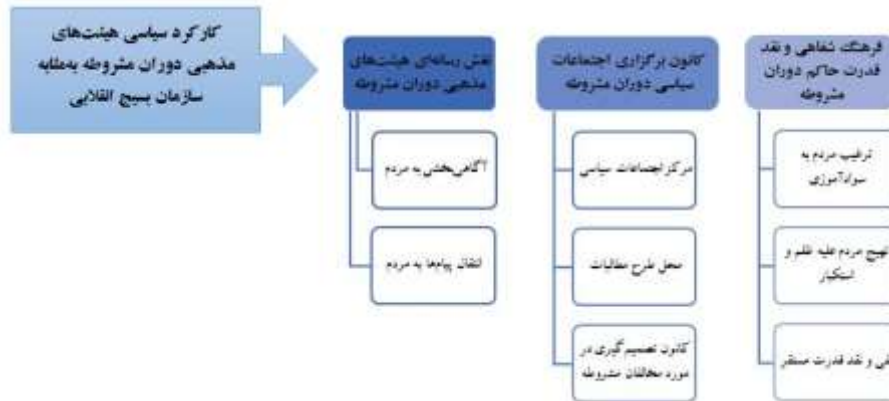 کارکرد سیاسی هیئت‌های
مذهبی دوران مشروطه به‌مثابه
سازمان بسیج انقلابی
نقش رسانه‌ای هیئت‌های
مذهبی دوران مشروطه
آگاهی‌بخشی به مردم
انتقال پیام‌ها به مردم
کانون برگزاری اجتماعات
سیاسی دوران مشروطه
مرکز اجتماعات سیاسی
محل طرح مطالبات
کانون تصمیم‌گیری در
مورد مخالفان مشروطه
فرهنگ شفاهی و نقد
قدرت حاکم دوران
مشروطه
ترغیب مردم به
سوادآموزی
تهییج مردم علیه ظلم و
استکبار
و نقد قدرت مستقر